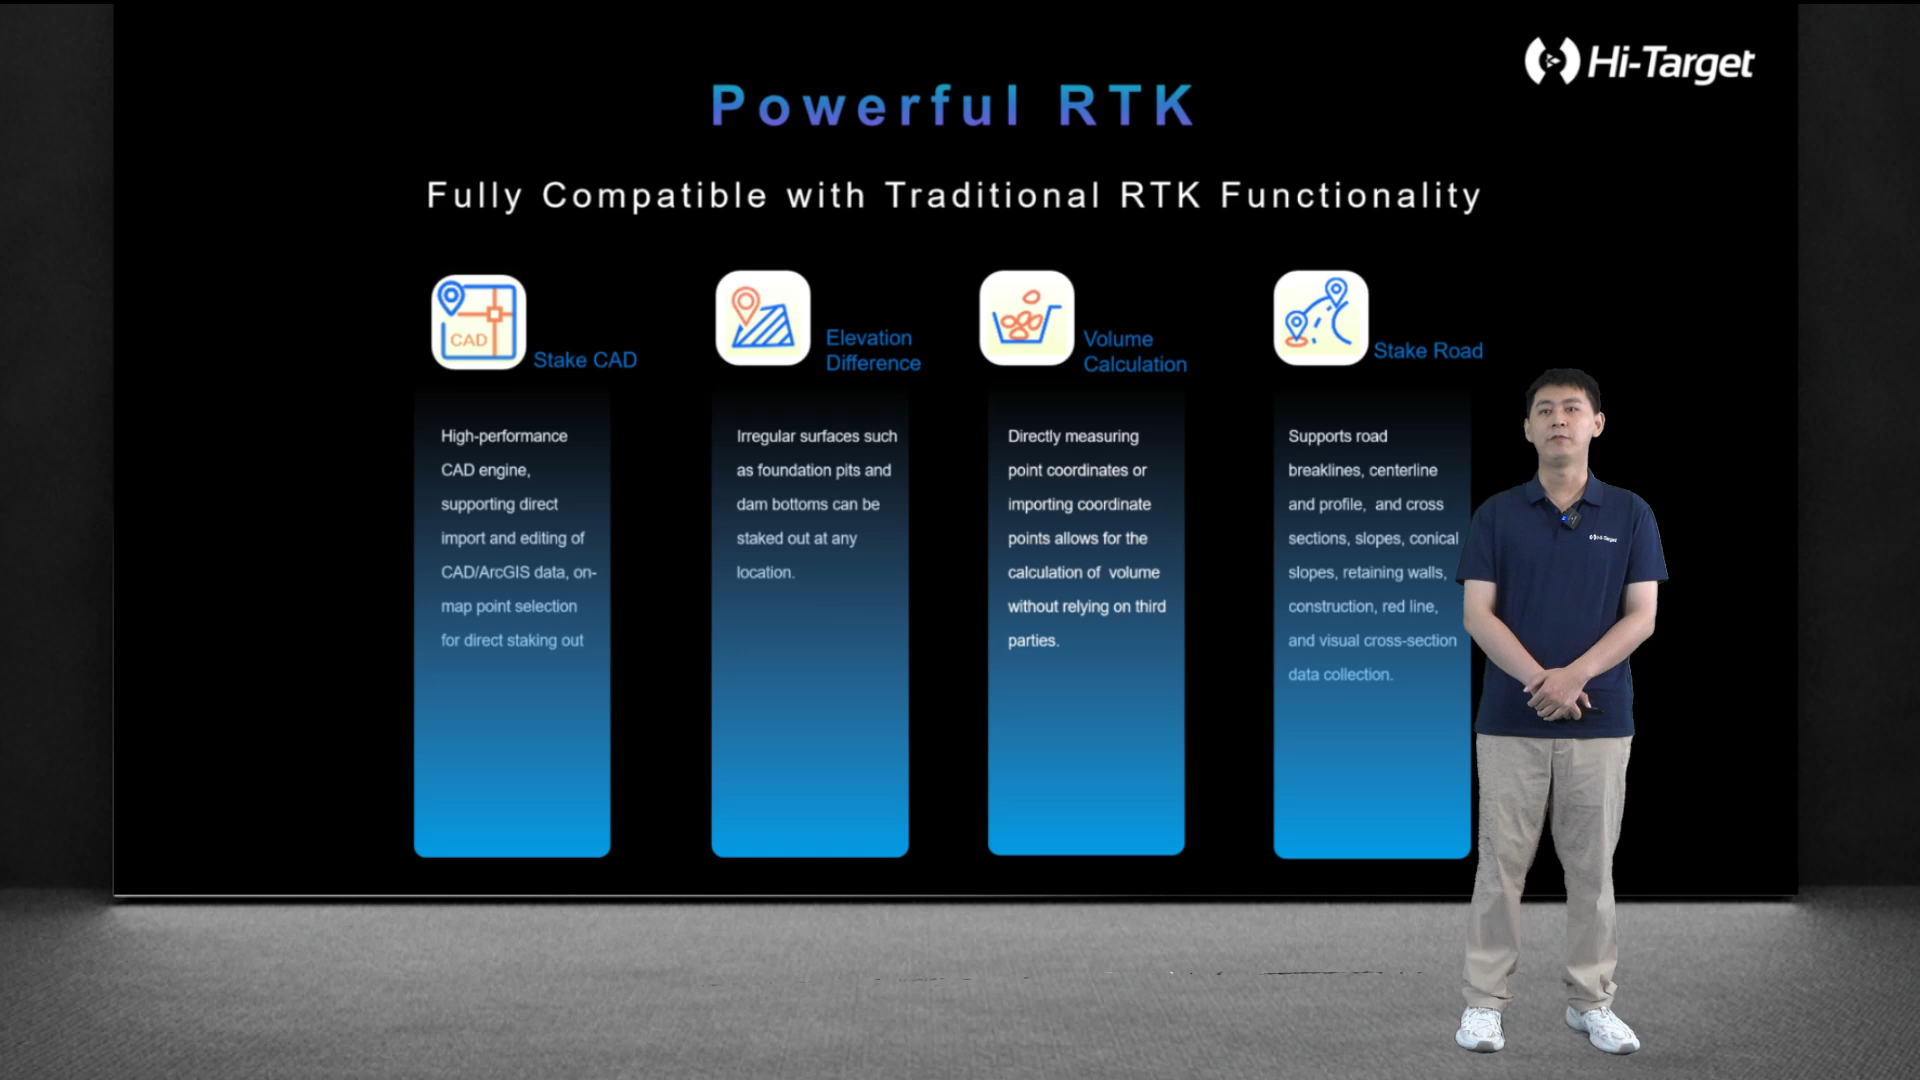 Hi-Target
Powerful RTK
Fully Compatible with Traditional RTK Functionality
CAD
Stake CAD
High-performance
CAD engine,
supporting direct
import and editing of
CAD/ArcGIS data, on-
map point selection
for direct staking out
Elevation
Difference
Irregular surfaces such
as foundation pits and
dam bottoms can be
staked out at any
location.
Volume
Calculation
Directly measuring
point coordinates or
importing coordinate
points allows for the
calculation of volume
without relying on third
parties.
Stake Road
Supports road
breaklines, centerline
and profile, and cross
sections, slopes, conical
slopes, retaining walls,
construction, red line,
and visual cross-section
data collection.
Hi-Target